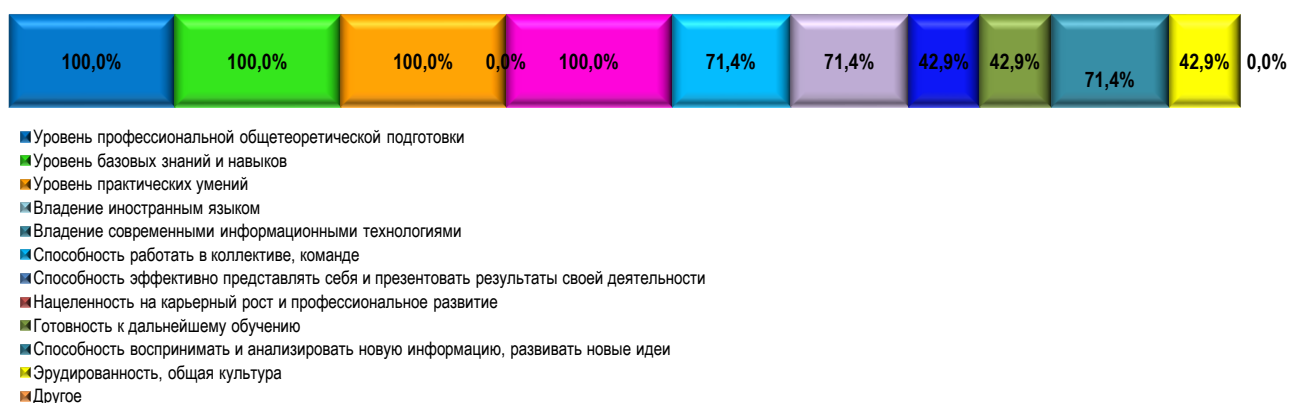 100,0% 100,0% 100,0% 0,0% 100,0% 71,4% 71,4% 42,9% 42,9% 71,4% 42,9% 0,0%
Уровень профессиональной общетеоретической подготовки
Уровень базовых знаний и навыков
Уровень практических умений
Владение иностранным языком
Владение современными информационными технологиями
Способность работать в коллективе, команде
Способность эффективно представлять себя и презентовать результаты своей деятельности
Нацеленность на карьерный рост и профессиональное развитие
Готовность к дальнейшему обучению
Способность воспринимать и анализировать новую информацию, развивать новые идеи
Эрудированность, общая культура
Другое